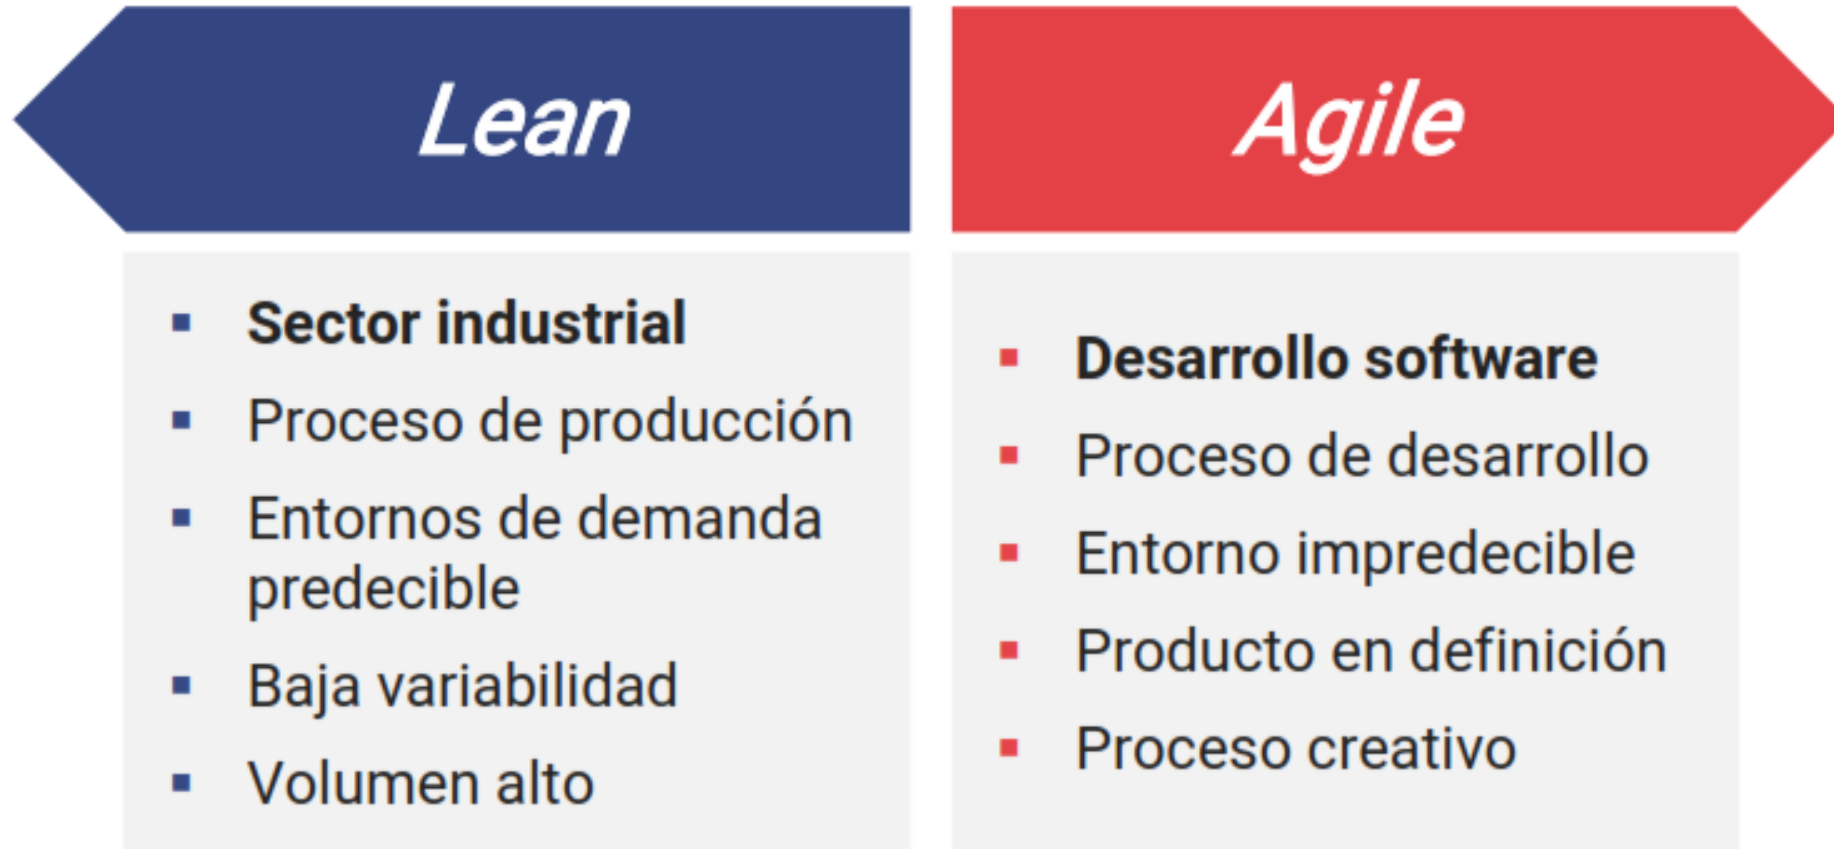 Lean
Sector industrial
Proceso de producción
Entornos de demanda
predecible
Baja variabilidad
Volumen alto
Agile
Desarrollo software
Proceso de desarrollo
Entorno impredecible
Producto en definición
Proceso creativo